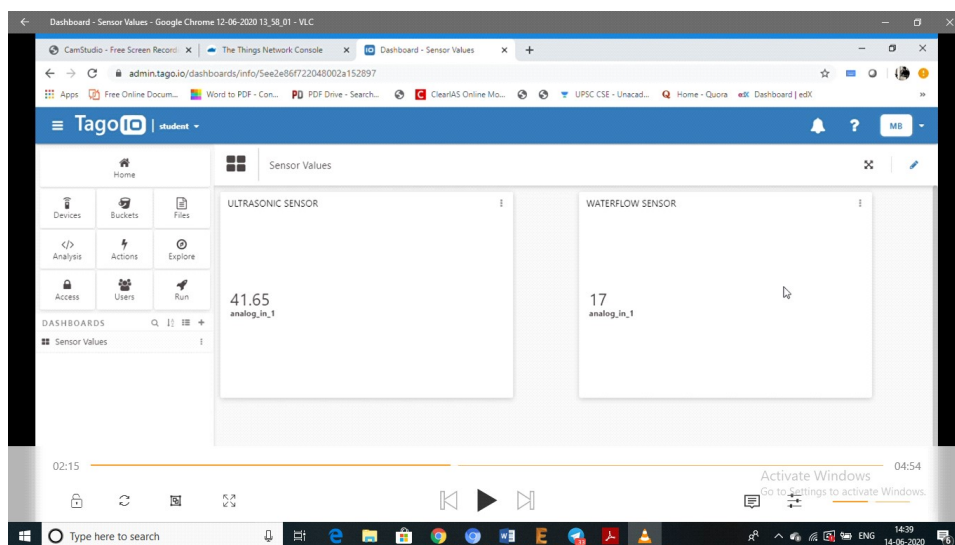 Dashboard - Sensor Values - Google Chrome 12-06-2020 13_58_01 - VLC
CamStudio - Free Screen Record
The Things Network Console
Dashboard - Sensor Values
admin.tago.io/dashboards/info/5ee2e86f722048002a152897
Apps Free Online Docum... Word to PDF - Con... PDF Drive - Search... ClearIAS Online Mo... UPSC CSE - Unacad... Home - Quora edX Dashboard | edX »
TagoIO | student
? MB
Home
Sensor Values
Devices Buckets Files
Analysis Actions Explore
Access Users Run
DASHBOARDS
Sensor Values
ULTRASONIC SENSOR
41.65
analog_in_1
WATERFLOW SENSOR
17
analog_in_1
02:15
04:54
Activate Windows
Go to Settings to activate Windows.
Type here to search
ENG
14:39
14-06-2020